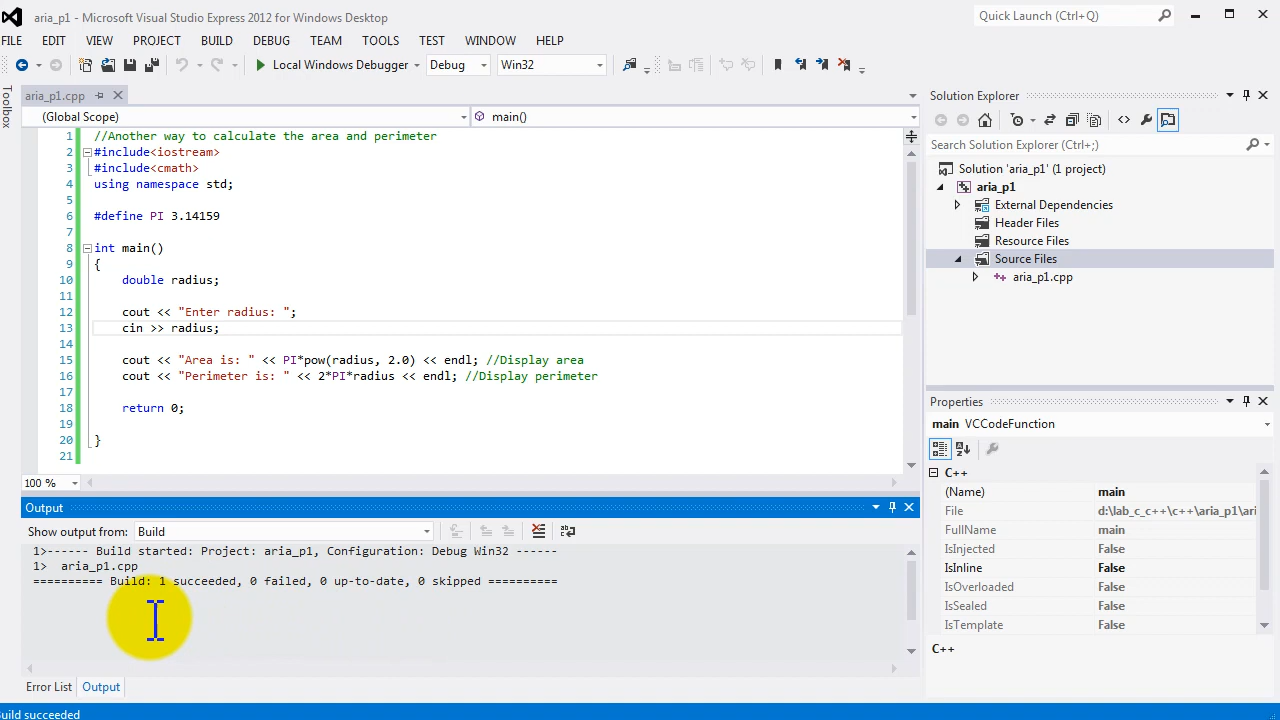 aria_p1 - Microsoft Visual Studio Express 2012 for Windows Desktop
Quick Launch (Ctrl+Q)
FILE EDIT VIEW PROJECT BUILD DEBUG TEAM TOOLS TEST WINDOW HELP
Local Windows Debugger Debug Win32
Toolbox
aria_p1.cpp
(Global Scope) main()
1 //Another way to calculate the area and perimeter
2 #include<iostream>
3 #include<cmath>
4 using namespace std;
5
6 #define PI 3.14159
7
8 int main()
9 {
10 double radius;
11
12 cout << "Enter radius: ";
13 cin >> radius;
14
15 cout << "Area is: " << PI*pow(radius, 2.0) << endl; //Display area
16 cout << "Perimeter is: " << 2*PI*radius << endl; //Display perimeter
17
18 return 0;
19
20 }
21
100 %
Output
Show output from: Build
1>------ Build started: Project: aria_p1, Configuration: Debug Win32 ------
1> aria_p1.cpp
========== Build: 1 succeeded, 0 failed, 0 up-to-date, 0 skipped ==========
Error List Output
Build succeeded
Solution Explorer
Search Solution Explorer (Ctrl+;)
Solution 'aria_p1' (1 project)
aria_p1
External Dependencies
Header Files
Resource Files
Source Files
aria_p1.cpp
Properties
main VCCodeFunction
C++
(Name) main
File d:\lab_c_c++\c++\aria_p1\ari
FullName main
IsInjected False
IsInline False
IsOverloaded False
IsSealed False
IsTemplate False
C++